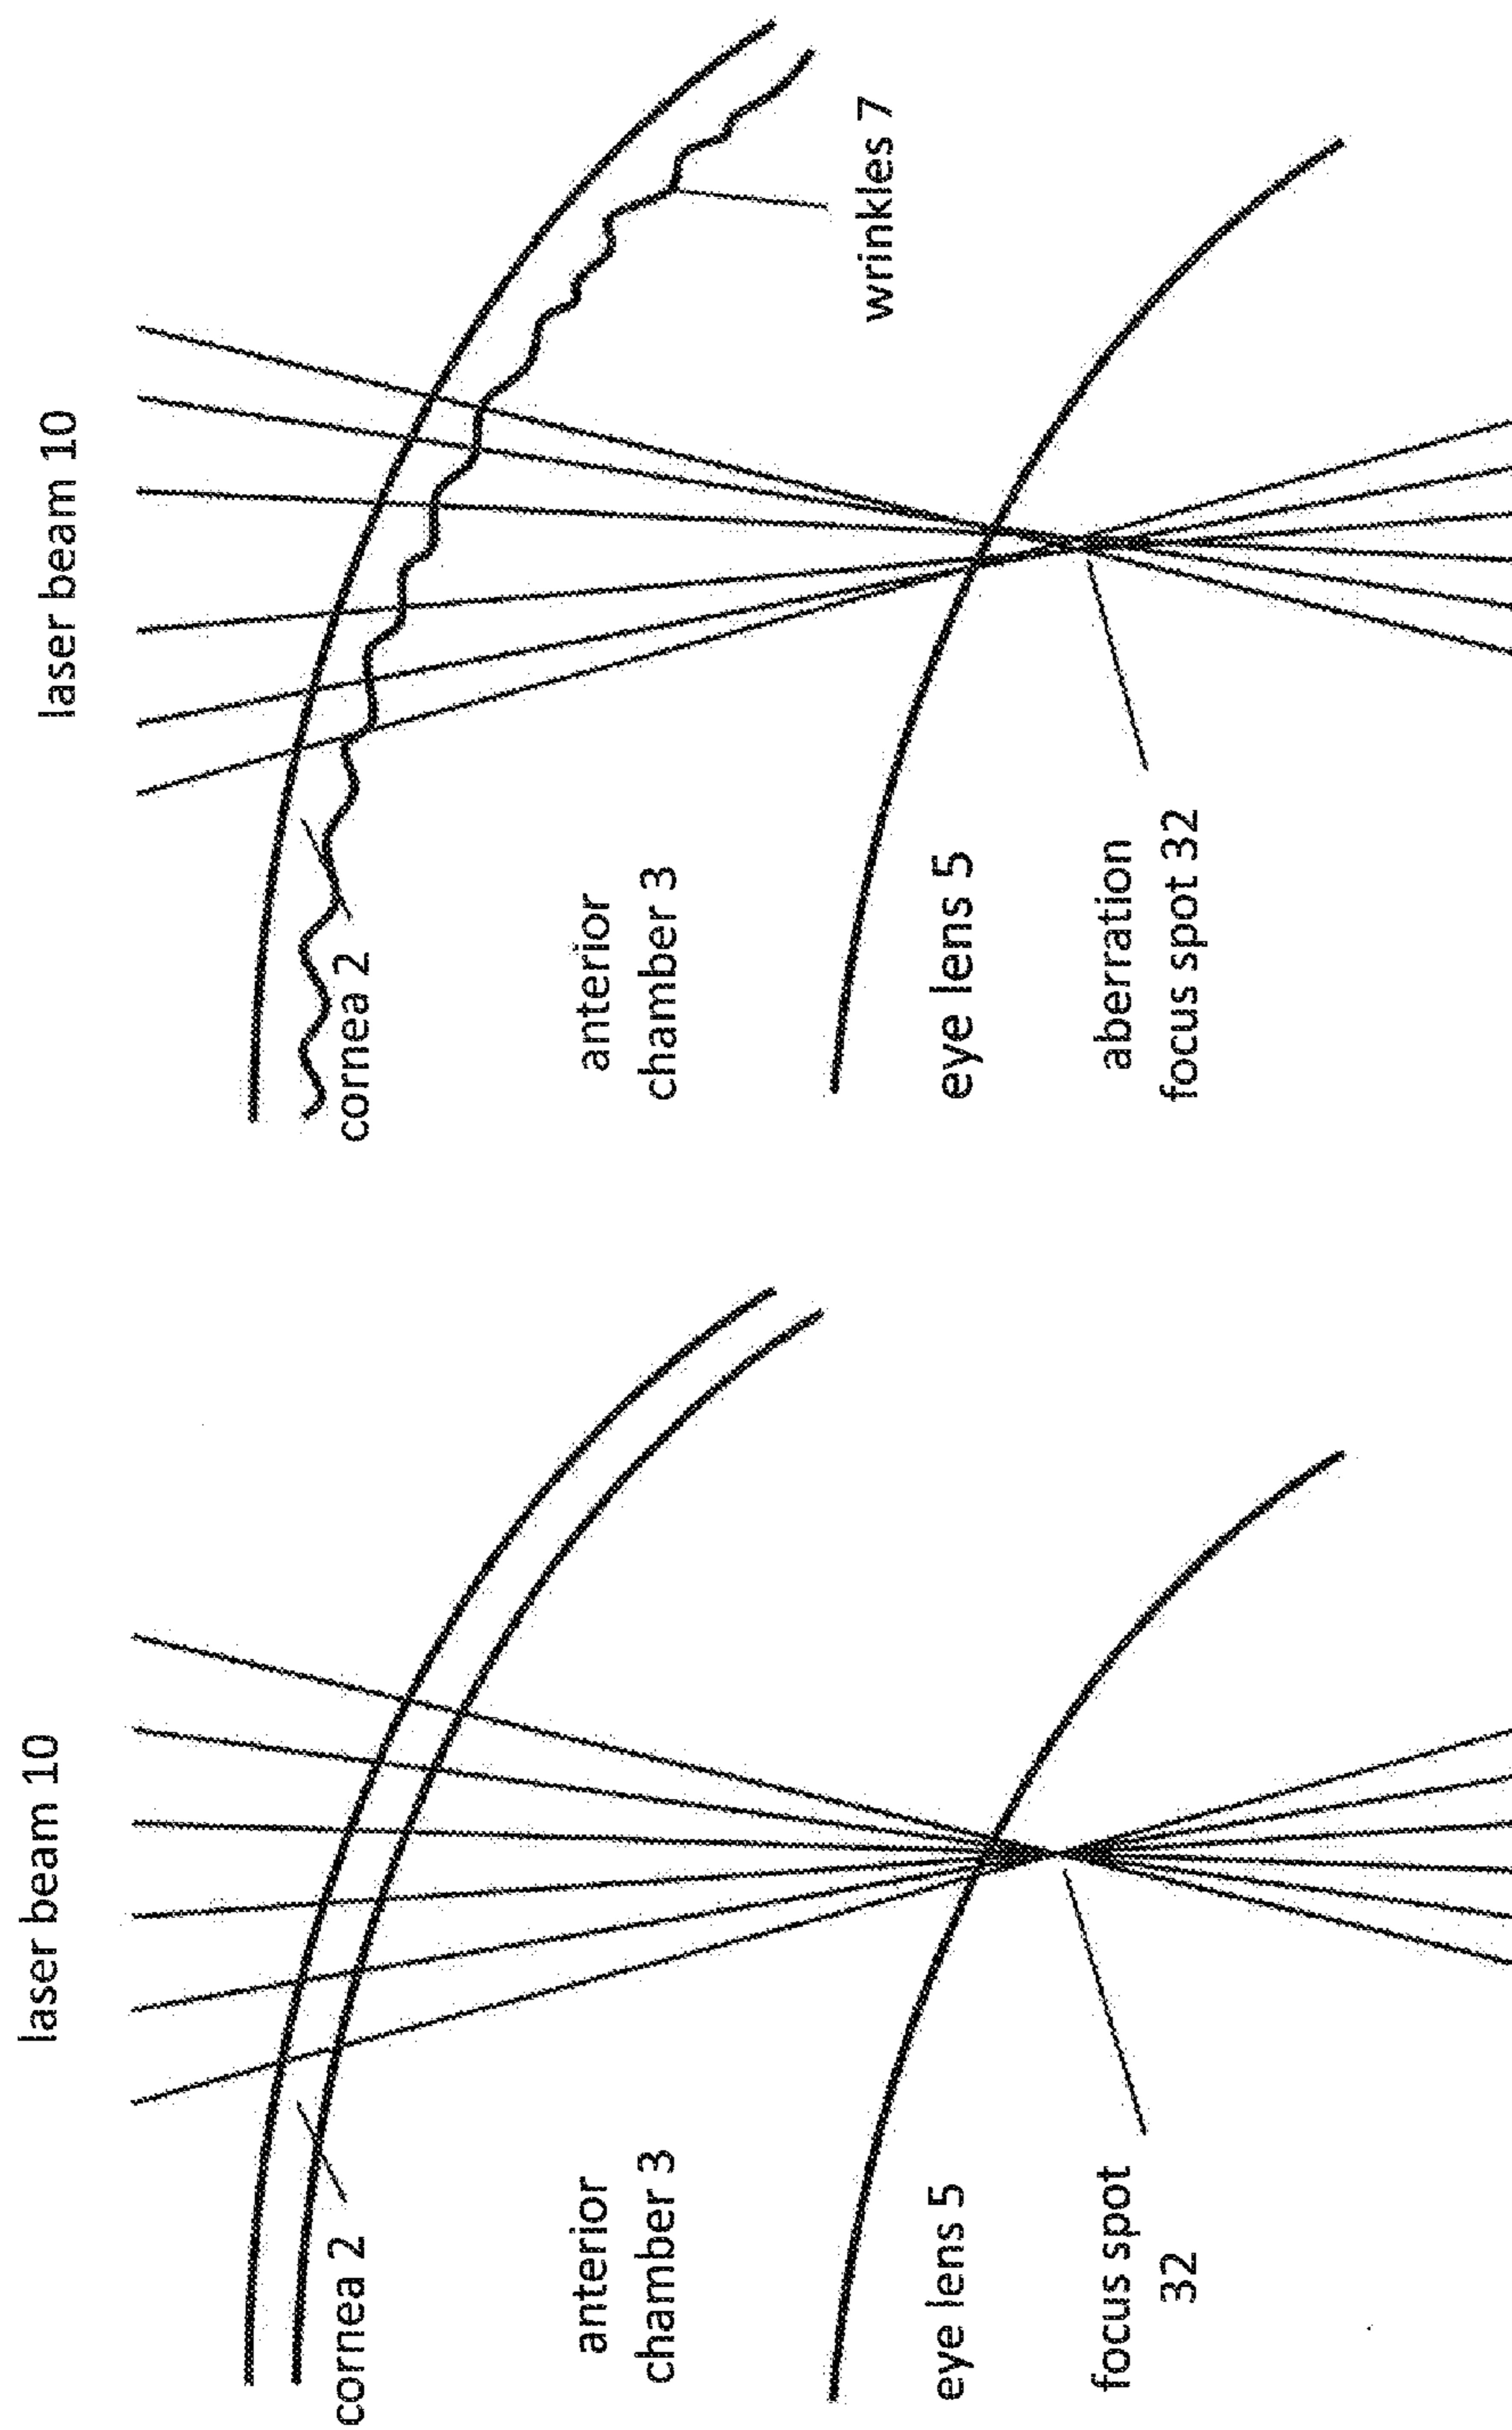 laser beam 10
cornea 2
anterior
chamber 3
eye lens 5
focus spot
32
laser beam 10
cornea 2
wrinkles 7
anterior
chamber 3
eye lens 5
aberration
focus spot 32